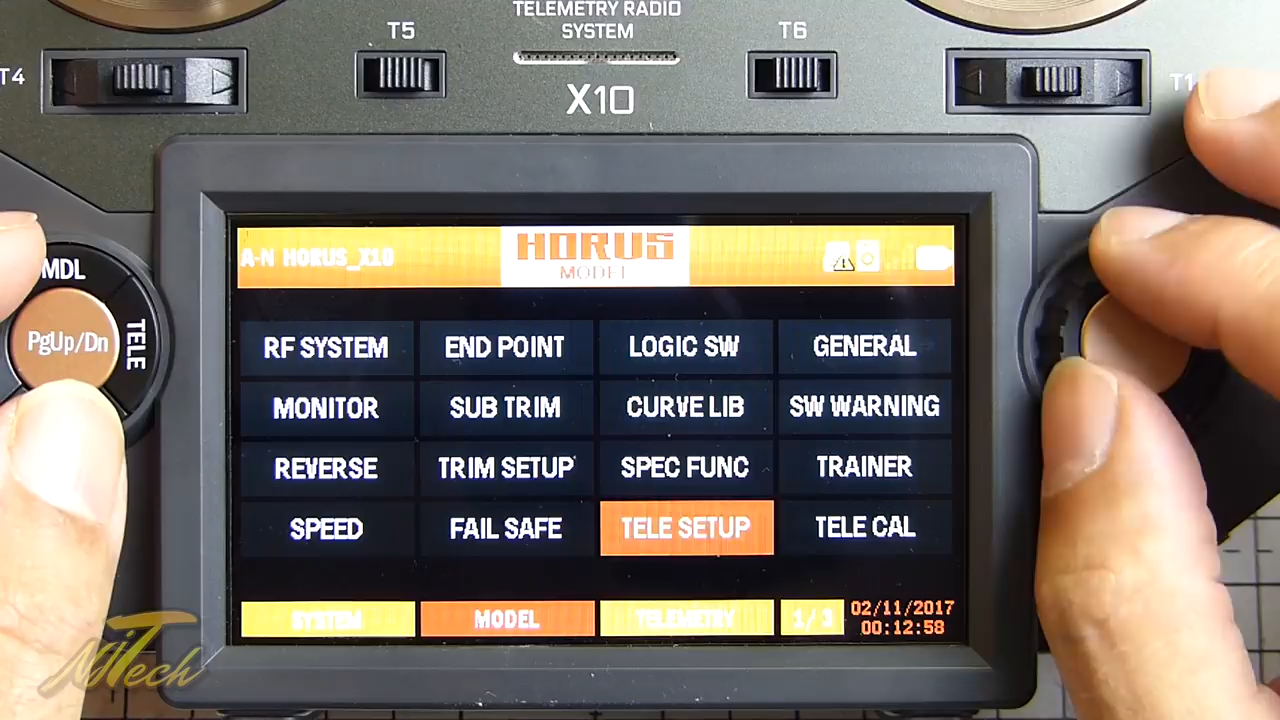 TELEMETRY RADIO
SYSTEM
T4
T5
T6
T1
X10
MDL
PgUp/Dn
TELE
A-N HORUS_X10
HORUS
MODEL
RF SYSTEM
END POINT
LOGIC SW
GENERAL
MONITOR
SUB TRIM
CURVE LIB
SW WARNING
REVERSE
TRIM SETUP
SPEC FUNC
TRAINER
SPEED
FAIL SAFE
TELE SETUP
TELE CAL
SYSTEM
MODEL
TELEMETRY
1/3
02/11/2017
00:12:58
NJTech